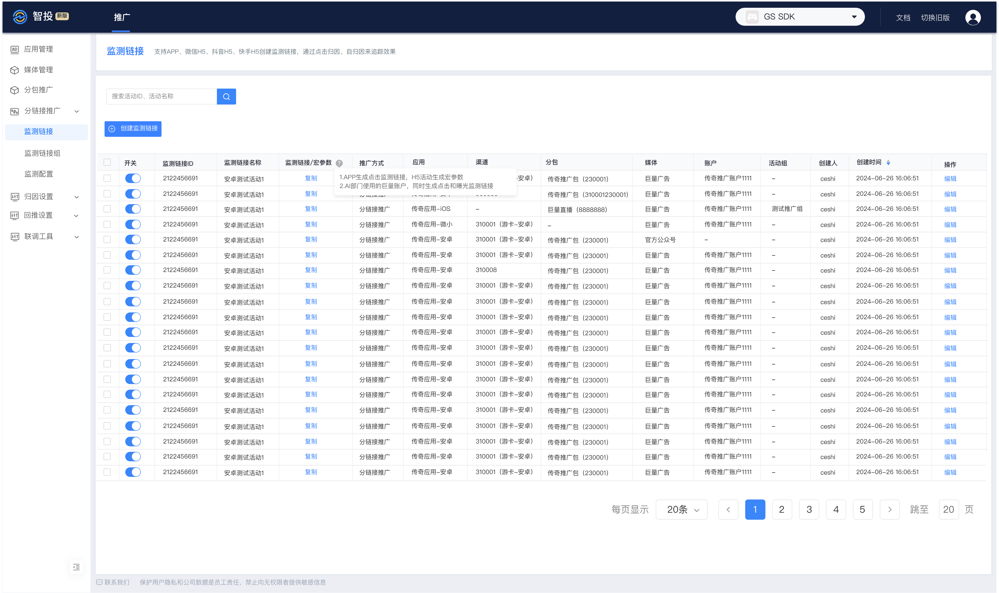 智投 新版 推广 GS SDK 文档 切换旧版
应用管理
媒体管理
分包推广
分链接推广
监测链接
监测链接组
监测配置
归因设置
回推设置
联调工具
监测链接 支持APP、微信H5、抖音H5、快手H5创建监测链接，通过点击归因、自归因来追踪效果
搜索活动ID、活动名称
创建监测链接
开关 监测链接ID 监测链接名称 监测链接/宏参数 ? 推广方式 应用 渠道 分包 媒体 账户 活动组 创建人 创建时间 操作
1.APP生成点击监测链接，H5活动生成宏参数
2.AI部门使用的巨量账户，同时生成点击和曝光监测链接
2122456691 安卓测试活动1 复制 -安卓） 传奇推广包（230001） 巨量广告 传奇推广账户1111 – ceshi 2024-06-26 16:06:51 编辑
2122456691 安卓测试活动1 复制 传奇推广包（310001230001） 巨量广告 传奇推广账户1111 – ceshi 2024-06-26 16:06:51 编辑
2122456691 安卓测试活动1 复制 分链接推广 传奇应用-iOS – 巨量直播（8888888） 巨量广告 传奇推广账户1111 测试推广组 ceshi 2024-06-26 16:06:51 编辑
2122456691 安卓测试活动1 复制 分链接推广 传奇应用-微小 310001（游卡-安卓） – 巨量广告 传奇推广账户1111 – ceshi 2024-06-26 16:06:51 编辑
2122456691 安卓测试活动1 复制 分链接推广 传奇应用-安卓 310001（游卡-安卓） 传奇推广包（230001） 官方公众号 – – ceshi 2024-06-26 16:06:51 编辑
2122456691 安卓测试活动1 复制 分链接推广 传奇应用-安卓 310001（游卡-安卓） 传奇推广包（230001） 巨量广告 传奇推广账户1111 – ceshi 2024-06-26 16:06:51 编辑
2122456691 安卓测试活动1 复制 分链接推广 传奇应用-安卓 310008 传奇推广包（230001） 巨量广告 传奇推广账户1111 – ceshi 2024-06-26 16:06:51 编辑
2122456691 安卓测试活动1 复制 分链接推广 传奇应用-安卓 310001（游卡-安卓） 传奇推广包（230001） 巨量广告 传奇推广账户1111 – ceshi 2024-06-26 16:06:51 编辑
2122456691 安卓测试活动1 复制 分链接推广 传奇应用-安卓 310001（游卡-安卓） 传奇推广包（230001） 巨量广告 传奇推广账户1111 – ceshi 2024-06-26 16:06:51 编辑
2122456691 安卓测试活动1 复制 分链接推广 传奇应用-安卓 310001（游卡-安卓） 传奇推广包（230001） 巨量广告 传奇推广账户1111 – ceshi 2024-06-26 16:06:51 编辑
2122456691 安卓测试活动1 复制 分链接推广 传奇应用-安卓 310001（游卡-安卓） 传奇推广包（230001） 巨量广告 传奇推广账户1111 – ceshi 2024-06-26 16:06:51 编辑
2122456691 安卓测试活动1 复制 分链接推广 传奇应用-安卓 310001（游卡-安卓） 传奇推广包（230001） 巨量广告 传奇推广账户1111 – ceshi 2024-06-26 16:06:51 编辑
2122456691 安卓测试活动1 复制 分链接推广 传奇应用-安卓 310001（游卡-安卓） 传奇推广包（230001） 巨量广告 传奇推广账户1111 – ceshi 2024-06-26 16:06:51 编辑
2122456691 安卓测试活动1 复制 分链接推广 传奇应用-安卓 310001（游卡-安卓） 传奇推广包（230001） 巨量广告 传奇推广账户1111 – ceshi 2024-06-26 16:06:51 编辑
2122456691 安卓测试活动1 复制 分链接推广 传奇应用-安卓 310001（游卡-安卓） 传奇推广包（230001） 巨量广告 传奇推广账户1111 – ceshi 2024-06-26 16:06:51 编辑
2122456691 安卓测试活动1 复制 分链接推广 传奇应用-安卓 310001（游卡-安卓） 传奇推广包（230001） 巨量广告 传奇推广账户1111 – ceshi 2024-06-26 16:06:51 编辑
2122456691 安卓测试活动1 复制 分链接推广 传奇应用-安卓 310001（游卡-安卓） 传奇推广包（230001） 巨量广告 传奇推广账户1111 – ceshi 2024-06-26 16:06:51 编辑
2122456691 安卓测试活动1 复制 分链接推广 传奇应用-安卓 310001（游卡-安卓） 传奇推广包（230001） 巨量广告 传奇推广账户1111 – ceshi 2024-06-26 16:06:51 编辑
2122456691 安卓测试活动1 复制 分链接推广 传奇应用-安卓 310001（游卡-安卓） 传奇推广包（230001） 巨量广告 传奇推广账户1111 – ceshi 2024-06-26 16:06:51 编辑
2122456691 安卓测试活动1 复制 分链接推广 传奇应用-安卓 310001（游卡-安卓） 传奇推广包（230001） 巨量广告 传奇推广账户1111 – ceshi 2024-06-26 16:06:51 编辑
每页显示 20条 1 2 3 4 5 跳至 20 页
联系我们 保护用户隐私和公司数据是员工责任，禁止向无权限者提供敏感信息